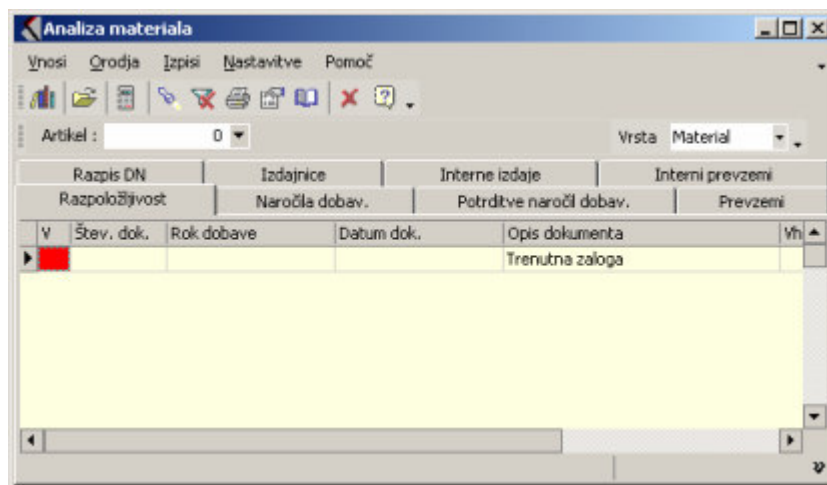 Analiza materiala
Vnosi Orodja Izpisi Nastavitve Pomoč
Artikel : 0 Vrsta Material
Razpis DN Izdajnice Interne izdaje Interni prevzemi
Razpoložljivost Naročila dobav. Potrditve naročil dobav. Prevzemi
V Štev. dok. Rok dobave Datum dok. Opis dokumenta Vh
Trenutna zaloga